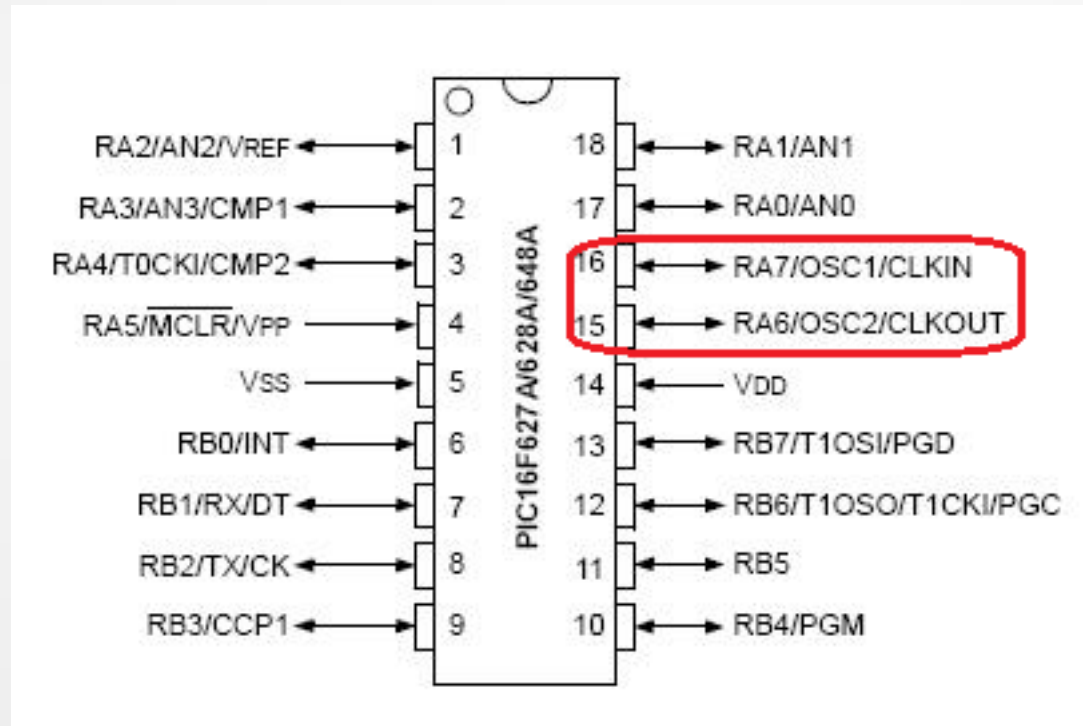 RA2/AN2/VREF 1 18 RA1/AN1
RA3/AN3/CMP1 2 17 RA0/AN0
RA4/T0CKI/CMP2 3 16 RA7/OSC1/CLKIN
RA5/MCLR/VPP 4 15 RA6/OSC2/CLKOUT
VSS 5 14 VDD
RB0/INT 6 13 RB7/T1OSI/PGD
RB1/RX/DT 7 12 RB6/T1OSO/T1CKI/PGC
RB2/TX/CK 8 11 RB5
RB3/CCP1 9 10 RB4/PGM
PIC16F627A/628A/648A